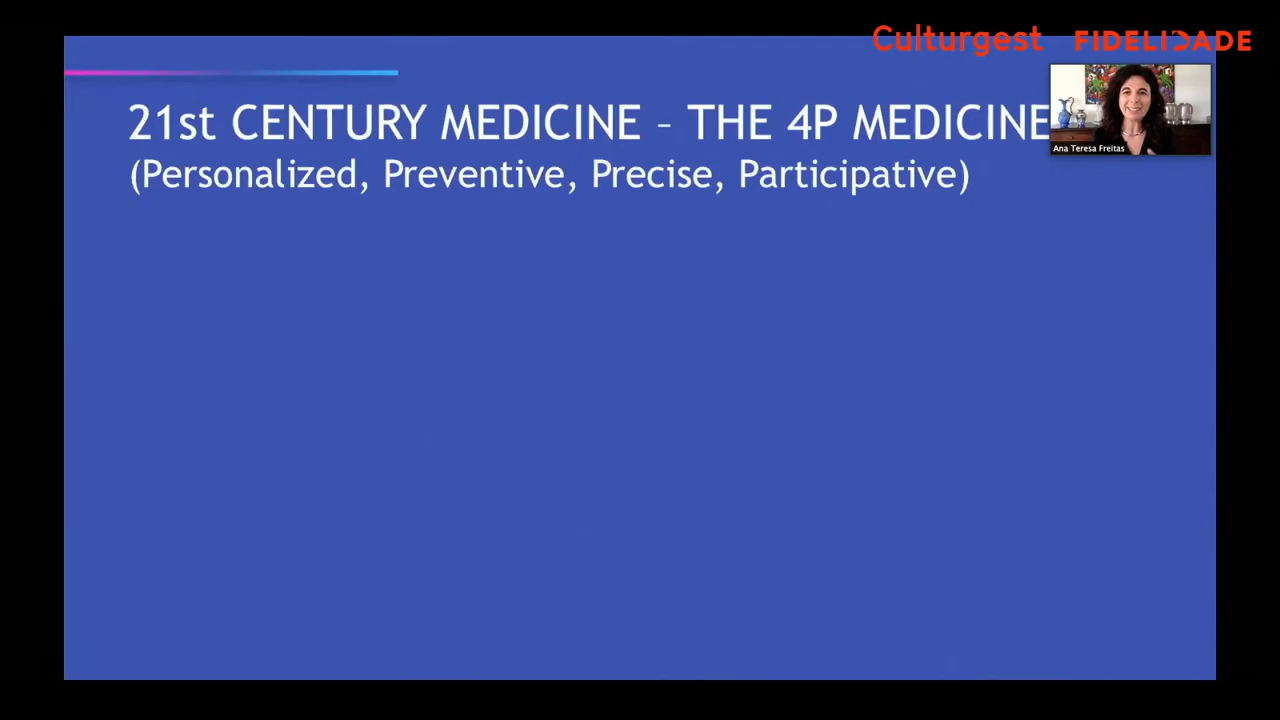 Culturgest FIDELIDADE
21st CENTURY MEDICINE – THE 4P MEDICINE
(Personalized, Preventive, Precise, Participative)
Ana Teresa Freitas